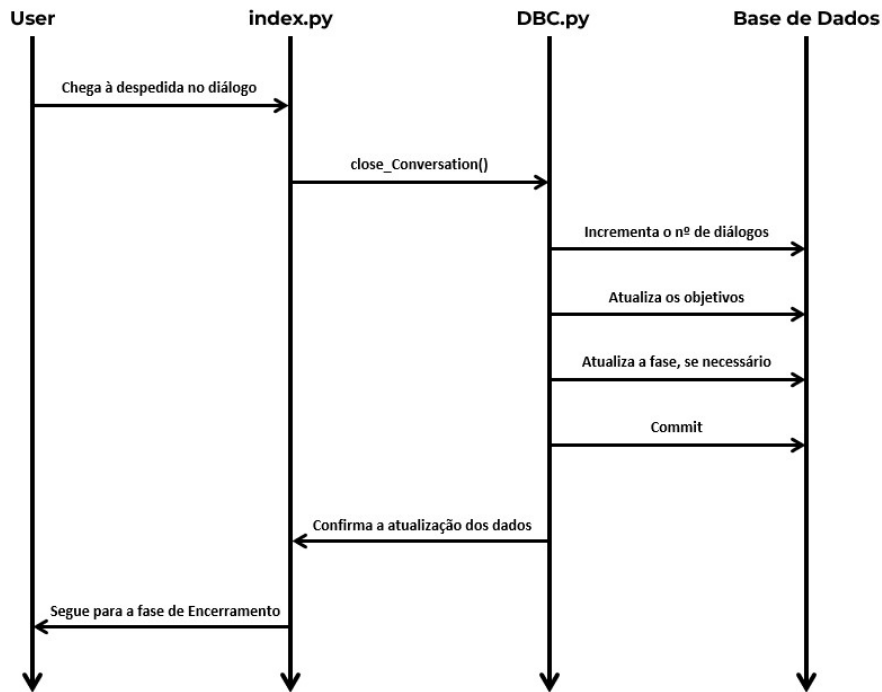 User
index.py
DBC.py
Base de Dados
Chega à despedida no diálogo
close_Conversation()
Incrementa o nº de diálogos
Atualiza os objetivos
Atualiza a fase, se necessário
Commit
Confirma a atualização dos dados
Segue para a fase de Encerramento